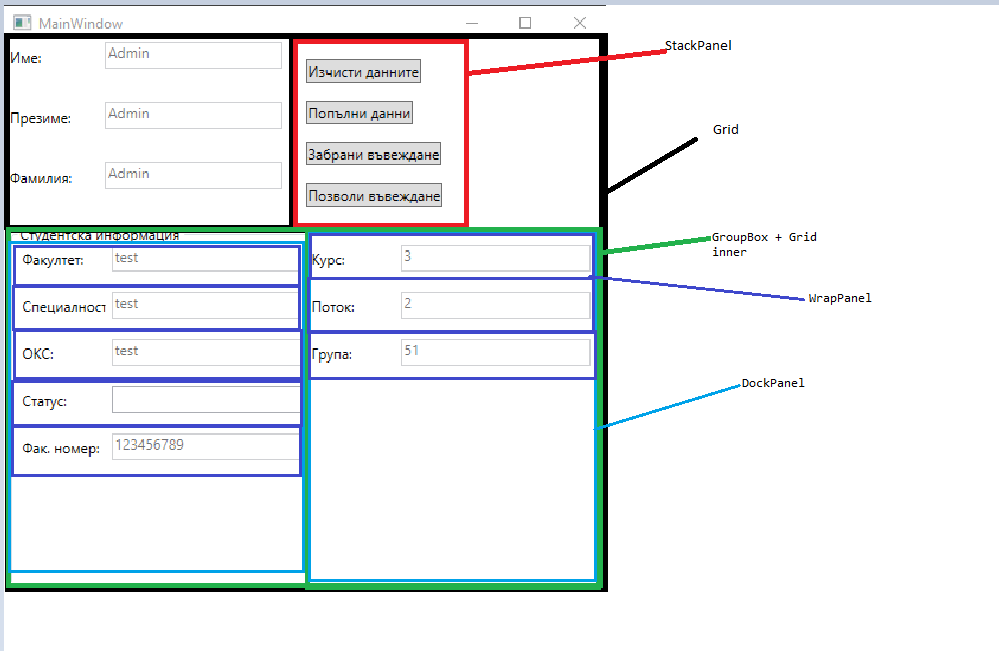 MainWindow
StackPanel
Име:
Admin
Изчисти данните
Презиме:
Admin
Попълни данни
Grid
Забрани въвеждане
Фамилия:
Admin
Позволи въвеждане
Студентска информация
GroupBox + Grid
inner
Факултет:
test
Курс:
3
Специалност
test
Поток:
2
WrapPanel
ОКС:
test
Група:
51
DockPanel
Статус:
Фак. номер:
123456789